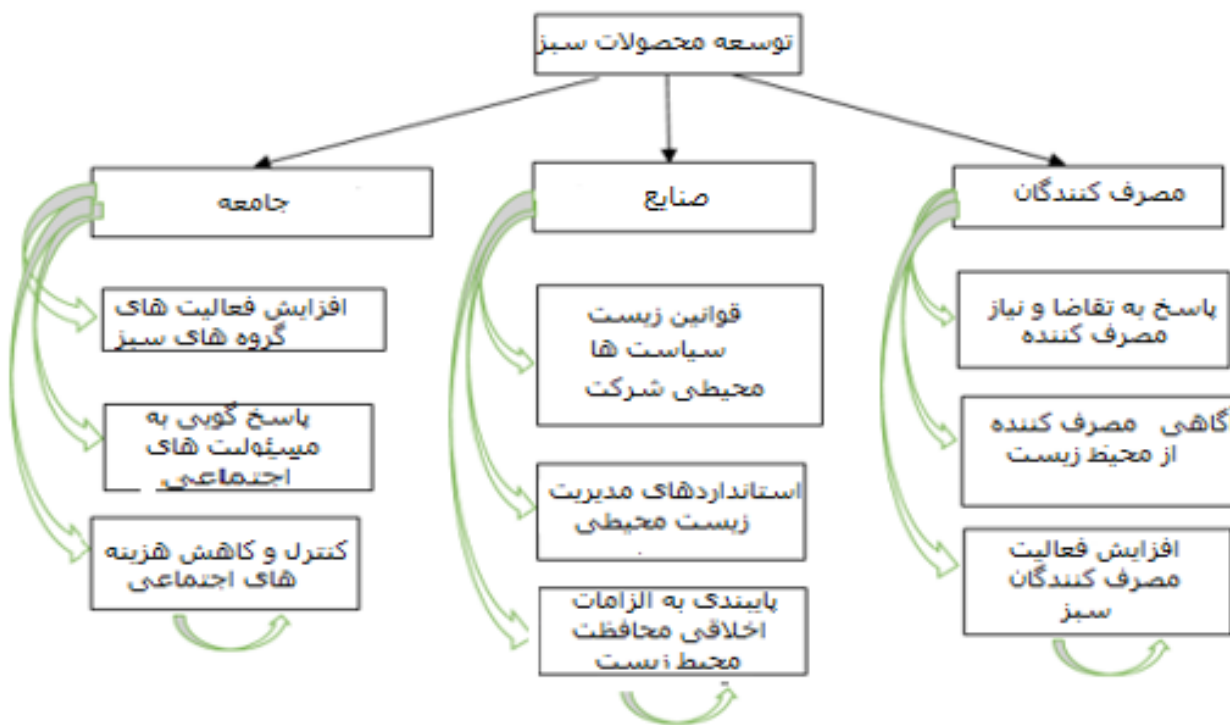 توسعه محصولات سبز
مصرف کنندگان
پاسخ به تقاضا و نیاز
مصرف کننده
گاهی مصرف کننده
از محیط زیست
افزایش فعالیت
مصرف کنندگان
سبز
صنایع
قوانین زیست
سیاست ها
محیطی شرکت
استانداردهای مدیریت
زیست محیطی
پایبندی به الزامات
اخلاقی محافظت
محیط زیست
جامعه
افزایش فعالیت های
گروه های سبز
پاسخ گویی به
مسئولیت های
اجتماعی
کنترل و کاهش هزینه
های اجتماعی